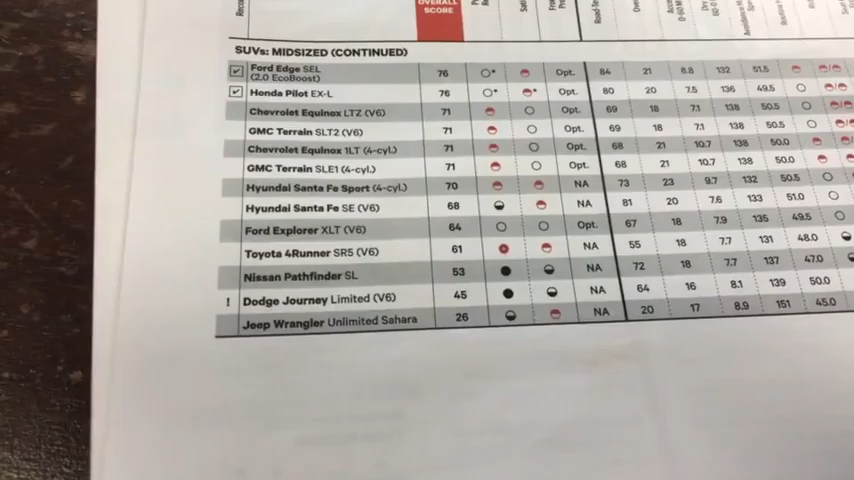 OVERALL
SCORE
SUVs: MIDSIZED (CONTINUED)
Ford Edge SEL
(2.0 EcoBoost) 76 * Opt. 84 21 8.8 132 51.5
Honda Pilot EX-L 76 * * Opt. 80 20 7.5 136 49.5
Chevrolet Equinox LTZ (V6) 71 Opt. 69 18 7.1 138 50.5
GMC Terrain SLT2 (V6) 71 Opt. 69 18 7.1 138 50.5
Chevrolet Equinox 1LT (4-cyl.) 71 Opt. 68 21 10.7 138 50.0
GMC Terrain SLE1 (4-cyl.) 71 Opt. 68 21 10.7 138 50.0
Hyundai Santa Fe Sport (4-cyl.) 70 NA 73 23 9.7 132 50.5
Hyundai Santa Fe SE (V6) 68 NA 81 20 7.6 133 51.0
Ford Explorer XLT (V6) 64 Opt. 67 18 7.9 135 49.5
Toyota 4Runner SR5 (V6) 61 NA 55 18 7.7 131 48.0
Nissan Pathfinder SL 53 NA 72 18 7.7 137 47.0
! Dodge Journey Limited (V6) 45 NA 64 16 8.1 139 50.0
Jeep Wrangler Unlimited Sahara 26 NA 20 17 8.9 151 45.0